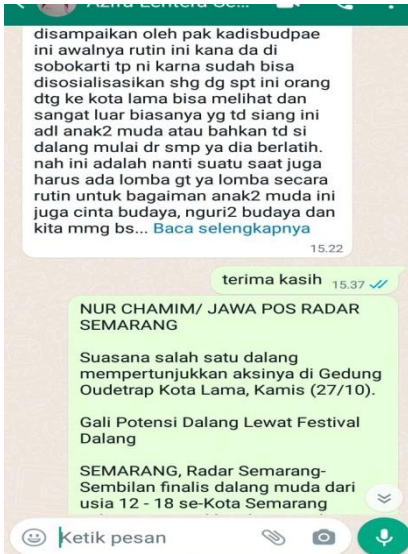 disampaikan oleh pak kadisbudpae
ini awalnya rutin ini kana da di
sobokarti tp ni karna sudah bisa
disosialisasikan shg dg spt ini orang
dtg ke kota lama bisa melihat dan
sangat luar biasanya yg td siang ini
adl anak2 muda atau bahkan td si
dalang mulai dr smp ya dia berlatih.
nah ini adalah nanti suatu saat juga
harus ada lomba gt ya lomba secara
rutin untuk bagaiman anak2 muda ini
juga cinta budaya, nguri2 budaya dan
kita mmg bs... Baca selengkapnya
15.22
terima kasih 15.37
NUR CHAMIM/ JAWA POS RADAR
SEMARANG
Suasana salah satu dalang
mempertunjukkan aksinya di Gedung
Oudetrap Kota Lama, Kamis (27/10).
Gali Potensi Dalang Lewat Festival
Dalang
SEMARANG, Radar Semarang-
Sembilan finalis dalang muda dari
usia 12 - 18 se-Kota Semarang
Ketik pesan